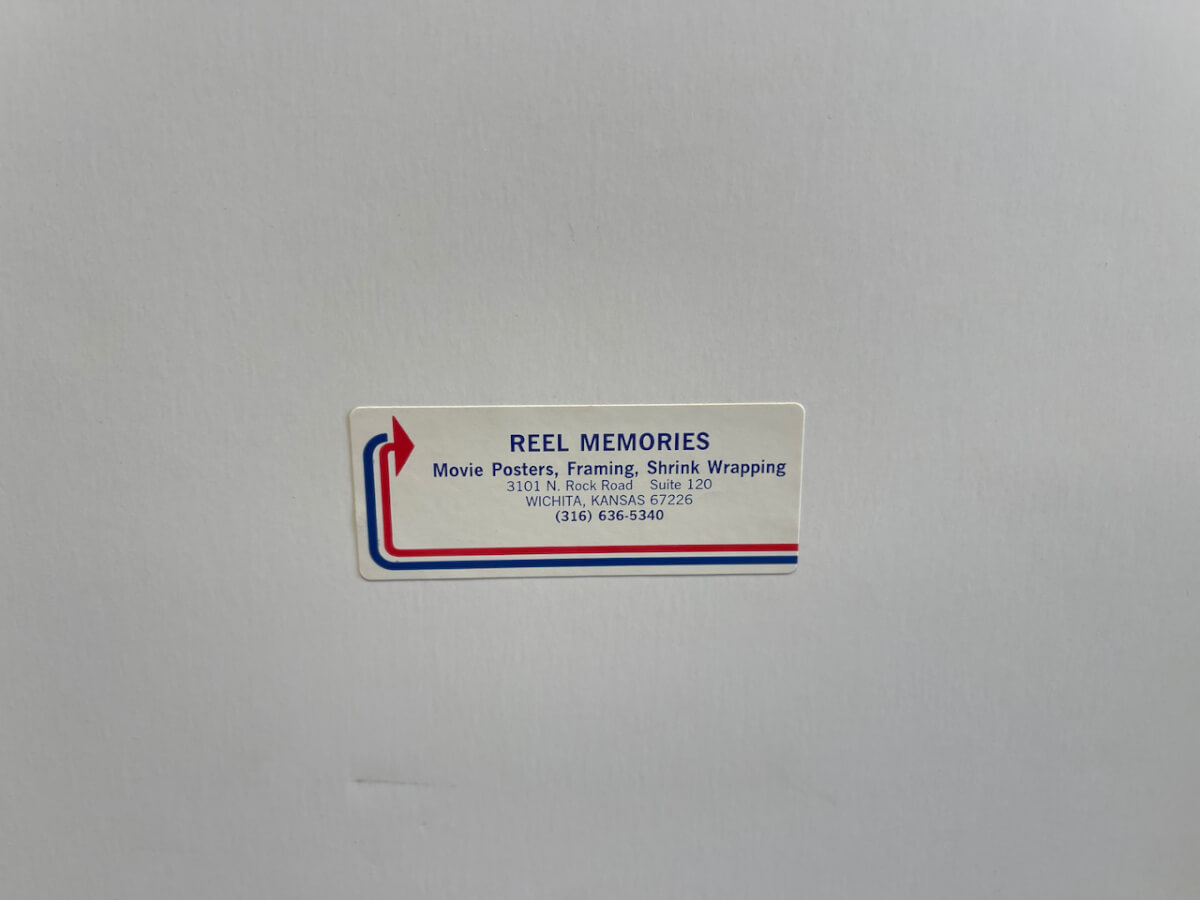 REEL MEMORIES
Movie Posters, Framing, Shrink Wrapping
3101 N. Rock Road Suite 120
WICHITA, KANSAS 67226
(316) 636-5340